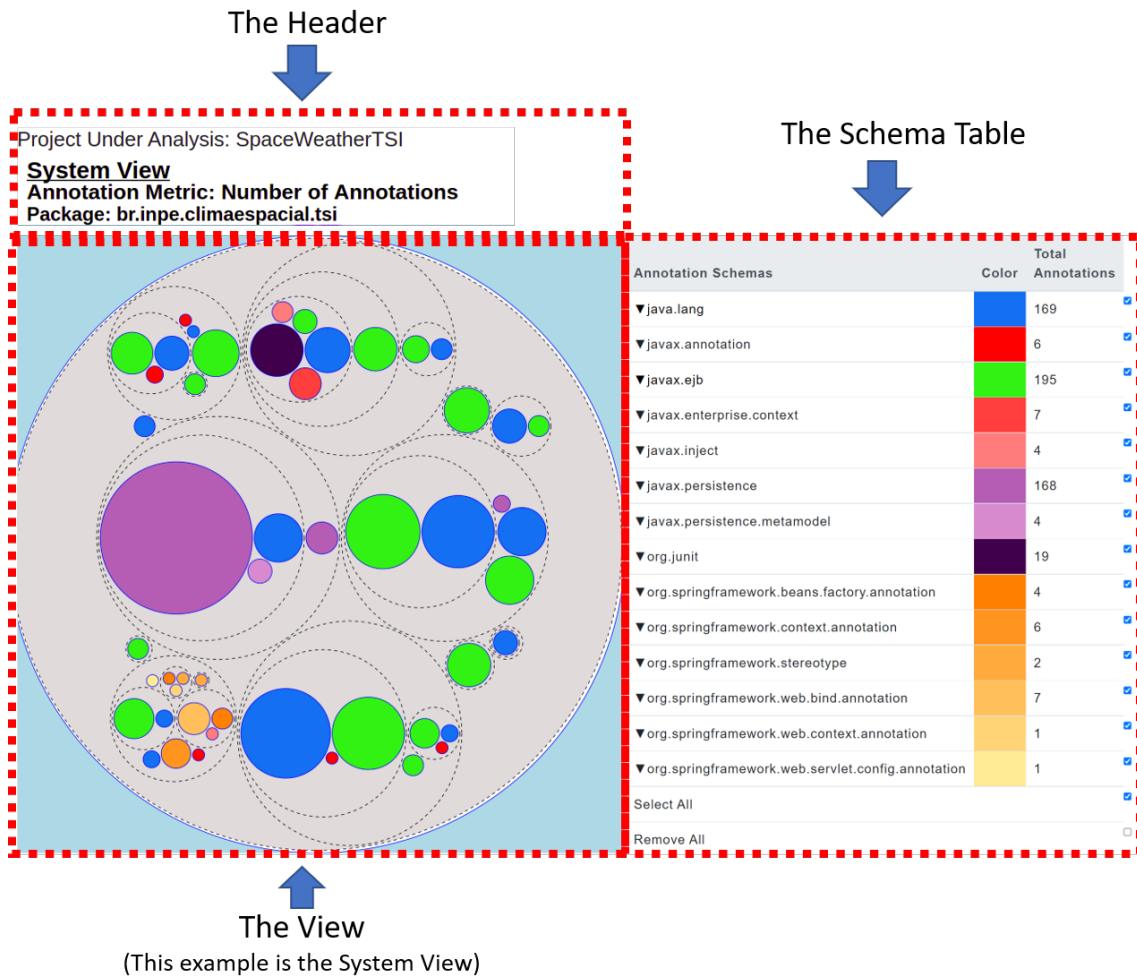 The Header
Project Under Analysis: SpaceWeatherTSI
System View
Annotation Metric: Number of Annotations
Package: br.inpe.climaespacial.tsi
The Schema Table
Annotation Schemas Color Total Annotations
▼java.lang 169
▼javax.annotation 6
▼javax.ejb 195
▼javax.enterprise.context 7
▼javax.inject 4
▼javax.persistence 168
▼javax.persistence.metamodel 4
▼org.junit 19
▼org.springframework.beans.factory.annotation 4
▼org.springframework.context.annotation 6
▼org.springframework.stereotype 2
▼org.springframework.web.bind.annotation 7
▼org.springframework.web.context.annotation 1
▼org.springframework.web.servlet.config.annotation 1
Select All
Remove All
The View
(This example is the System View)